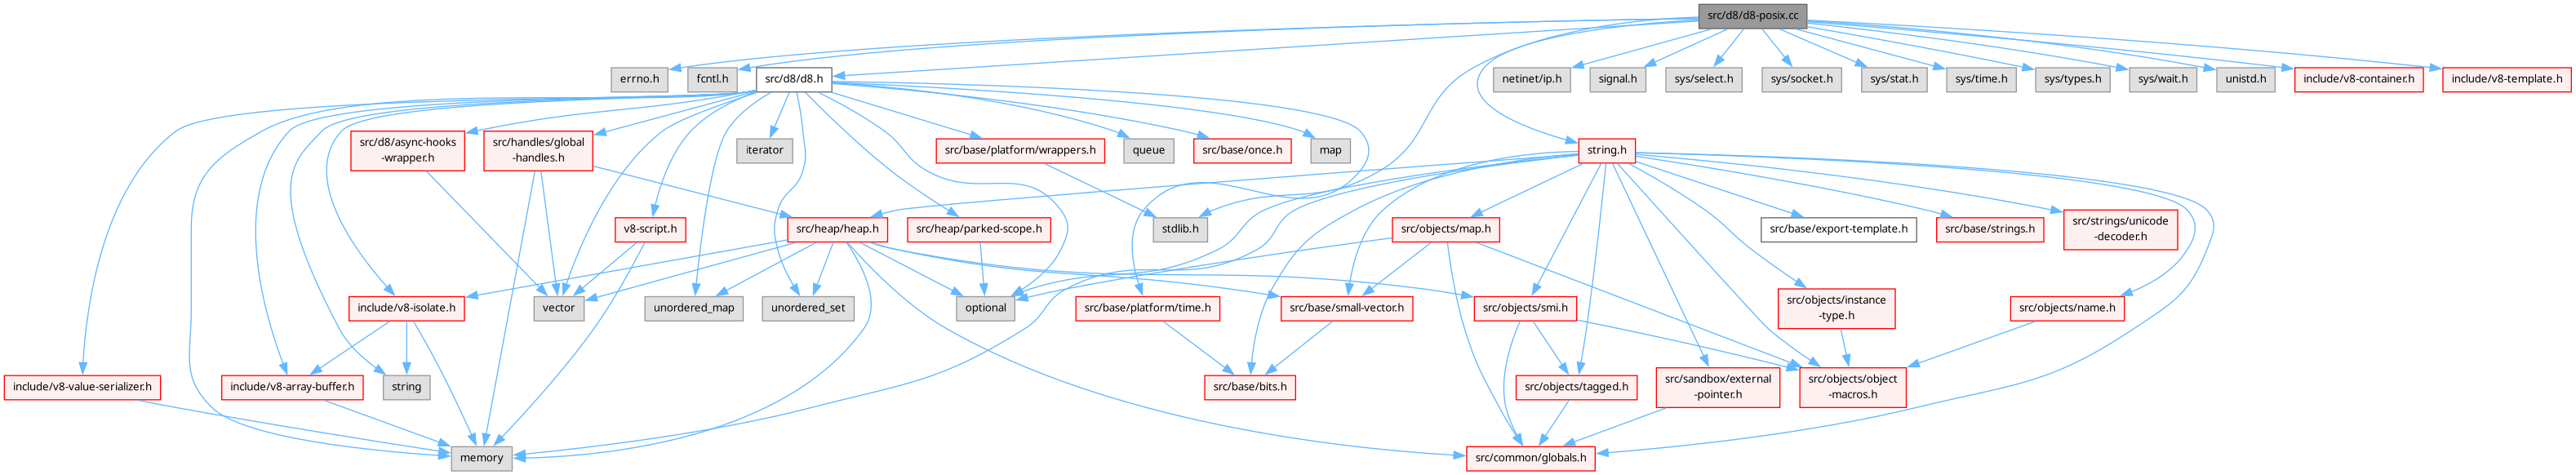 src/d8/d8-posix.cc
errno.h
fcntl.h
src/d8/d8.h
netinet/ip.h
signal.h
sys/select.h
sys/socket.h
sys/stat.h
sys/time.h
sys/types.h
sys/wait.h
unistd.h
include/v8-container.h
include/v8-template.h
src/d8/async-hooks
-wrapper.h
src/handles/global
-handles.h
iterator
src/base/platform/wrappers.h
queue
src/base/once.h
map
string.h
v8-script.h
src/heap/heap.h
src/heap/parked-scope.h
stdlib.h
src/objects/map.h
src/base/export-template.h
src/base/strings.h
src/strings/unicode
-decoder.h
include/v8-isolate.h
vector
unordered_map
unordered_set
optional
src/base/platform/time.h
src/base/small-vector.h
src/objects/smi.h
src/objects/instance
-type.h
src/objects/name.h
include/v8-value-serializer.h
include/v8-array-buffer.h
string
src/base/bits.h
src/objects/tagged.h
src/sandbox/external
-pointer.h
src/objects/object
-macros.h
memory
src/common/globals.h